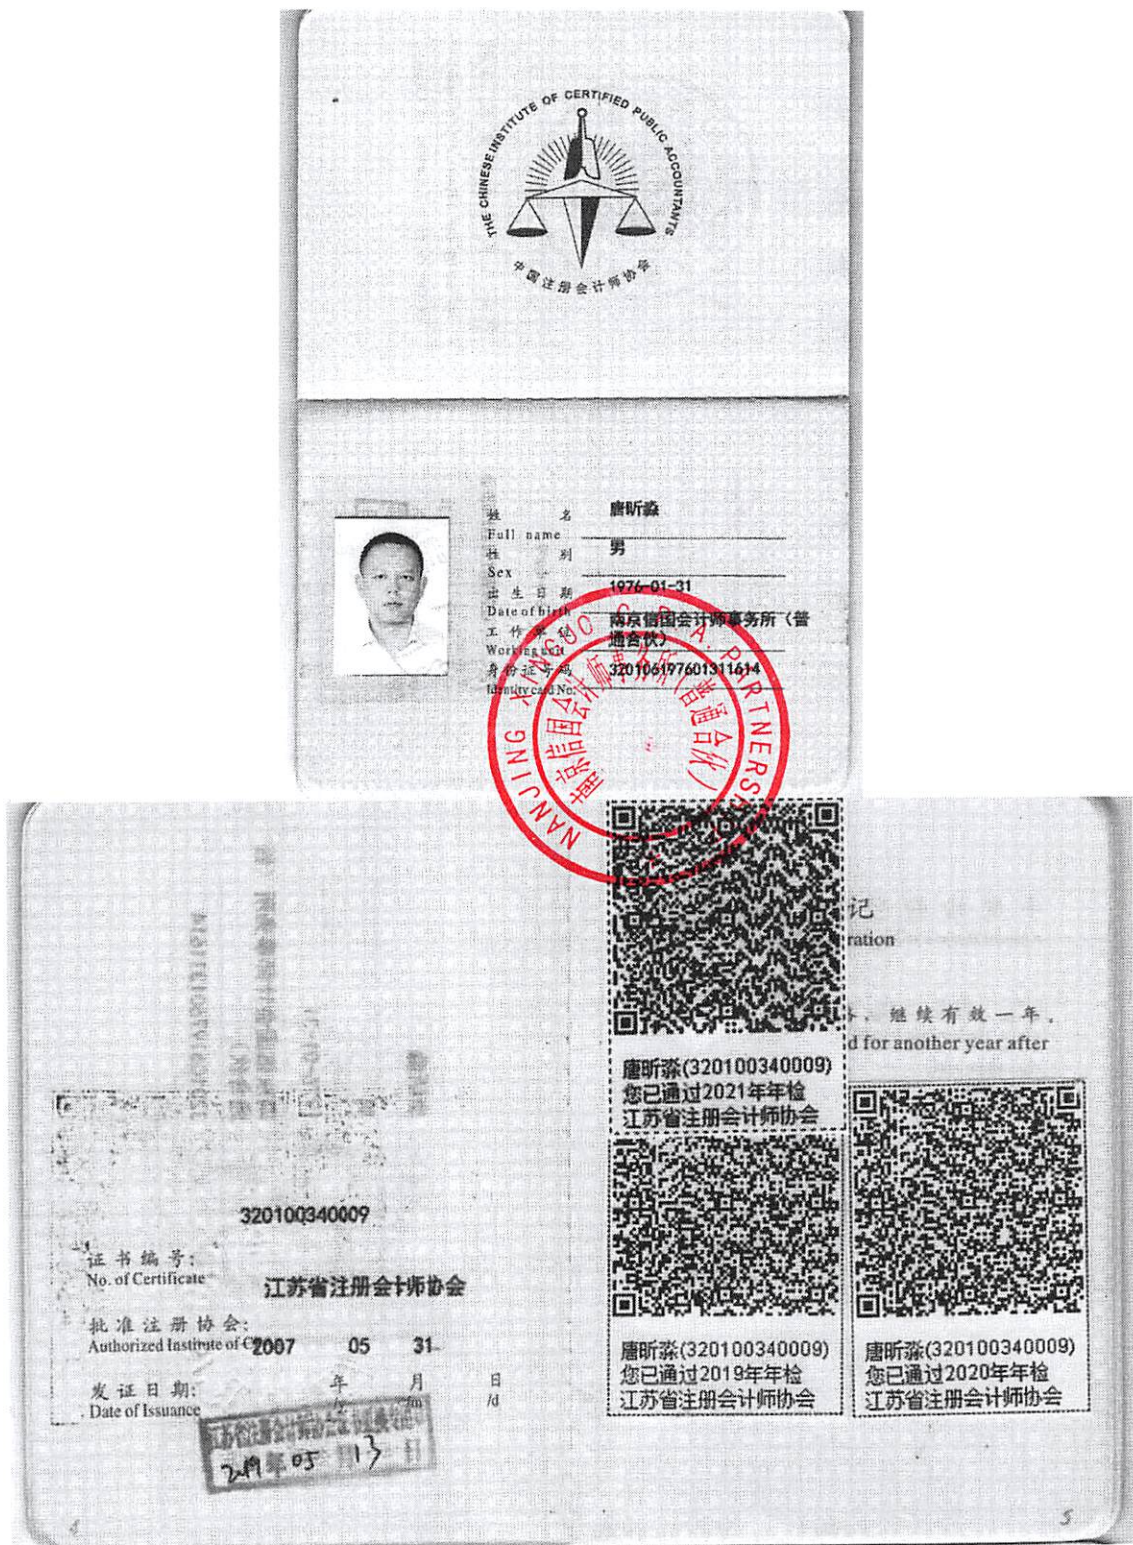 THE CHINESE INSTITUTE OF CERTIFIED PUBLIC ACCOUNTANTS
中国注册会计师协会
姓 名 唐昕淼
Full name
性 别 男
Sex
出生日期 1976-01-31
Date of birth
工作单位 南京信国会计师事务所（普
通合伙）
Working unit
身份证号码 320106197601311614
Identity card No.
NANJING XINGUO C.P.A. PARTNERSHIP
南京信国会计师事务所(普通合伙)
记
ration
继续有效一年.
d for another year after
唐昕淼(320100340009)
您已通过2021年年检
江苏省注册会计师协会
320100340009
证书编号:
No. of Certificate
江苏省注册会计师协会
批准注册协会:
Authorized Institute of C
2007 05 31
发证日期: 年 月 日
Date of Issuance /y /m /d
2019年05月13日
唐昕淼(320100340009)
您已通过2019年年检
江苏省注册会计师协会
唐昕淼(320100340009)
您已通过2020年年检
江苏省注册会计师协会
4
5